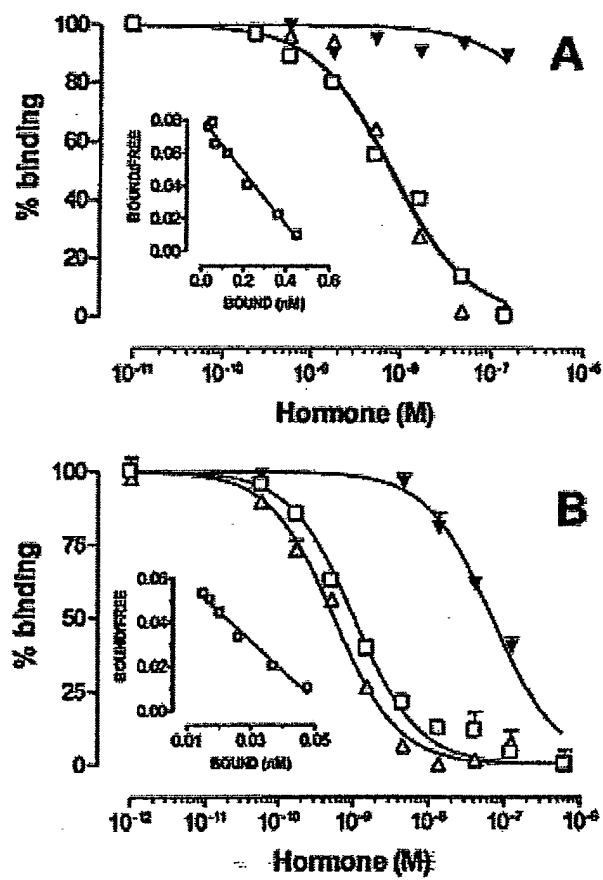 A
% binding
100
80
60
40
20
0
BOUND/FREE
0.08
0.06
0.04
0.02
0.00
0.0 0.2 0.4 0.6
BOUND (nM)
10-11 10-10 10-9 10-8 10-7 10-6
Hormone (M)
B
% binding
100
75
50
25
0
BOUND/FREE
0.06
0.04
0.02
0.00
0.01 0.03 0.05
BOUND (nM)
10-12 10-11 10-10 10-9 10-8 10-7 10-6
Hormone (M)